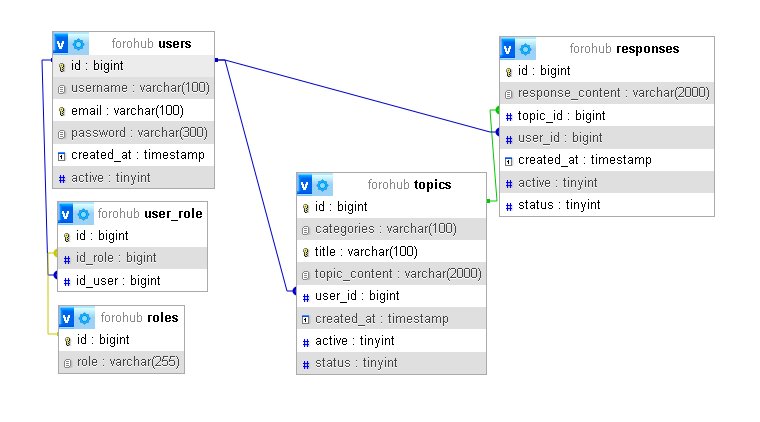 v forohub users
id : bigint
username : varchar(100)
email : varchar(100)
password : varchar(300)
created_at : timestamp
# active : tinyint
v forohub user_role
id : bigint
# id_role : bigint
# id_user : bigint
v forohub roles
id : bigint
role : varchar(255)
v forohub topics
id : bigint
categories : varchar(100)
title : varchar(100)
topic_content : varchar(2000)
# user_id : bigint
created_at : timestamp
# active : tinyint
# status : tinyint
v forohub responses
id : bigint
response_content : varchar(2000)
# topic_id : bigint
# user_id : bigint
created_at : timestamp
# active : tinyint
# status : tinyint